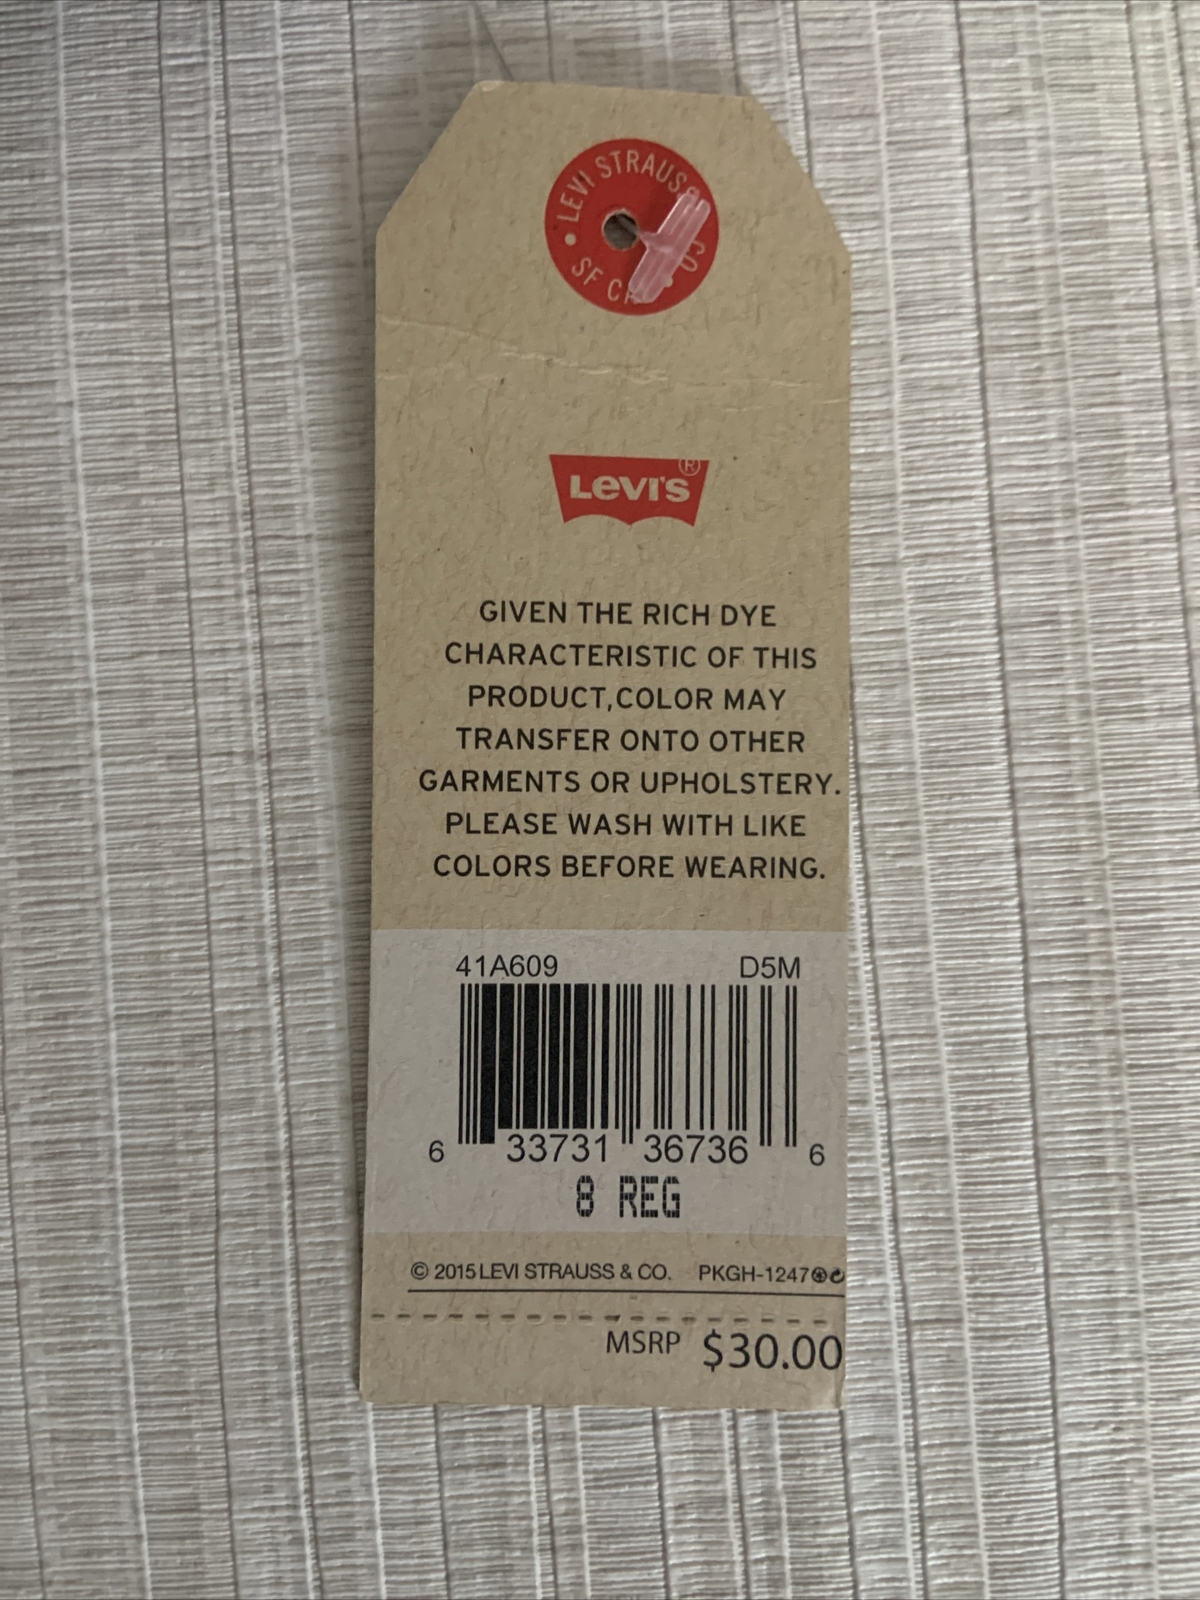 LEVI STRAUSS
SF
LEVI'S®
GIVEN THE RICH DYE
CHARACTERISTIC OF THIS
PRODUCT,COLOR MAY
TRANSFER ONTO OTHER
GARMENTS OR UPHOLSTERY.
PLEASE WASH WITH LIKE
COLORS BEFORE WEARING.
41A609 D5M
6 33731 36736 6
8 REG
© 2015 LEVI STRAUSS & CO. PKGH-1247
MSRP $30.00